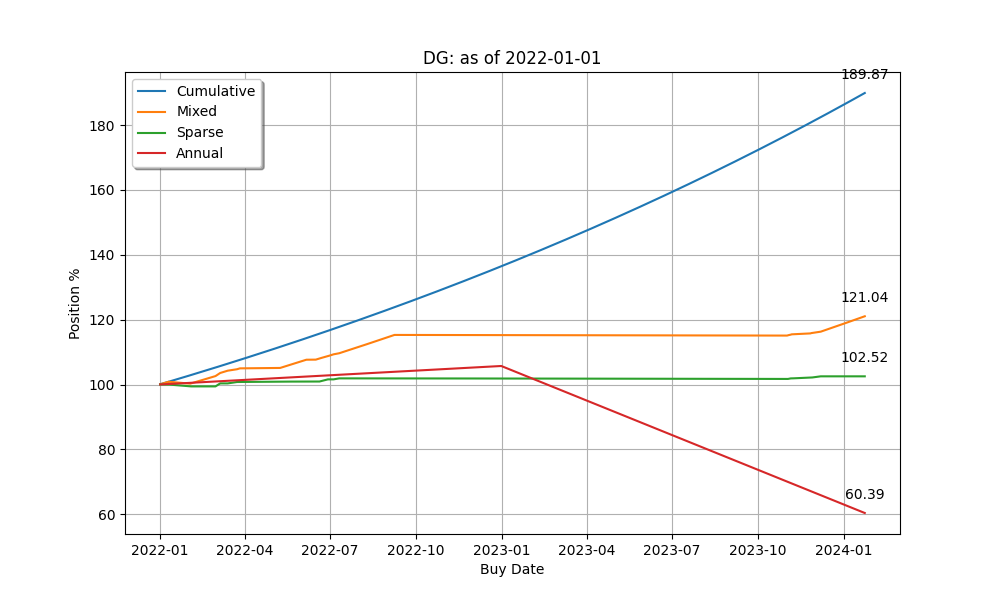 DG: as of 2022-01-01
189.87
Cumulative
Mixed
Sparse
Annual
180
160
140
121.04
120
102.52
100
80
60.39
60
Position %
2022-01 2022-04 2022-07 2022-10 2023-01 2023-04 2023-07 2023-10 2024-01
Buy Date